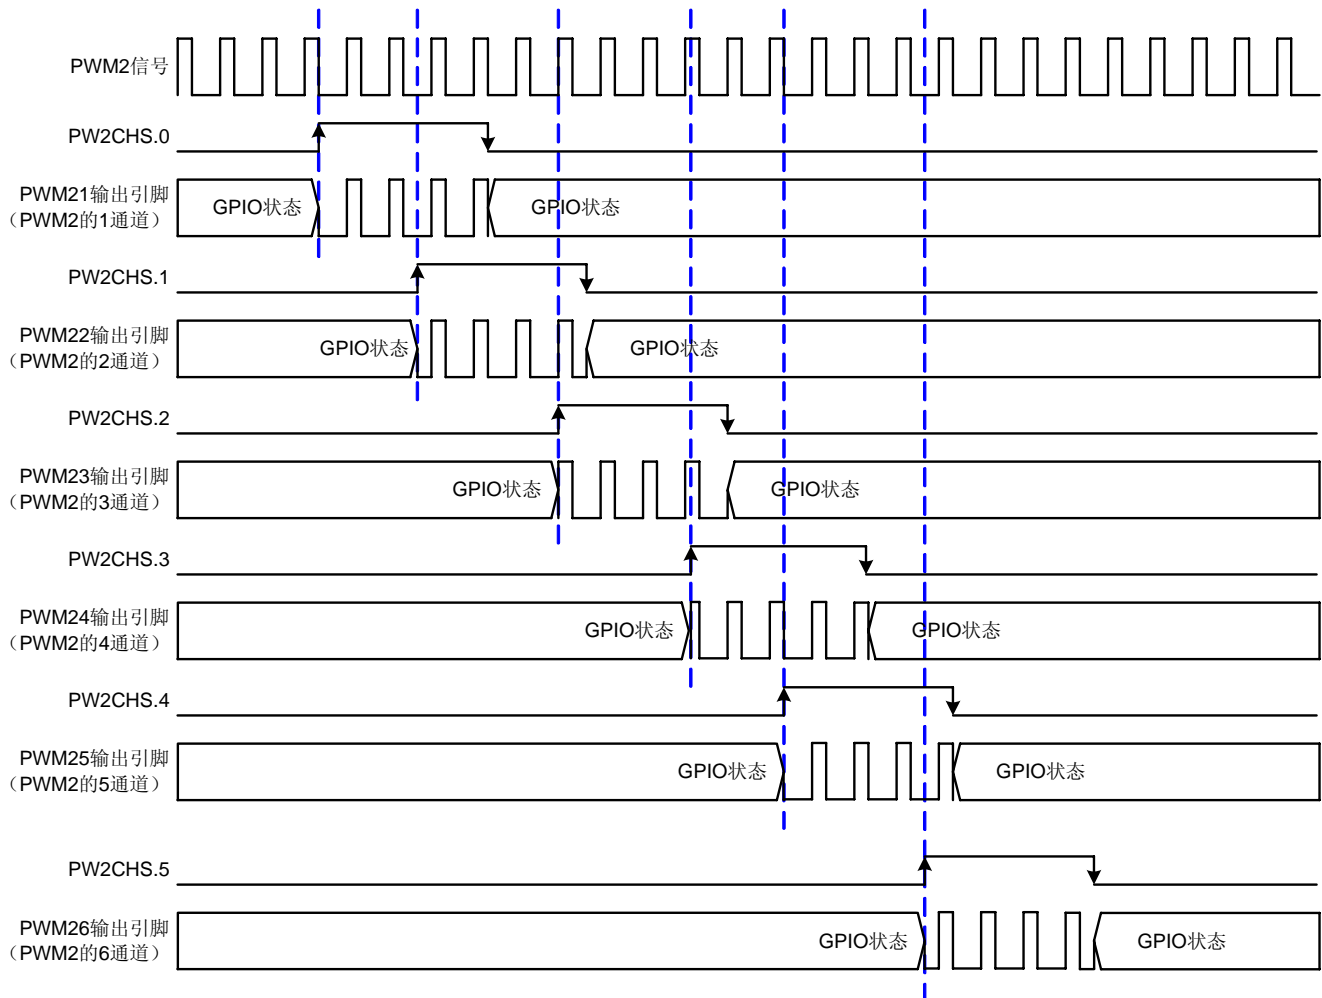 PWM2信号
PW2CHS.0
PWM21输出引脚
（PWM2的1通道）
GPIO状态
GPIO状态
PW2CHS.1
PWM22输出引脚
（PWM2的2通道）
GPIO状态
GPIO状态
PW2CHS.2
PWM23输出引脚
（PWM2的3通道）
GPIO状态
GPIO状态
PW2CHS.3
PWM24输出引脚
（PWM2的4通道）
GPIO状态
GPIO状态
PW2CHS.4
PWM25输出引脚
（PWM2的5通道）
GPIO状态
GPIO状态
PW2CHS.5
PWM26输出引脚
（PWM2的6通道）
GPIO状态
GPIO状态